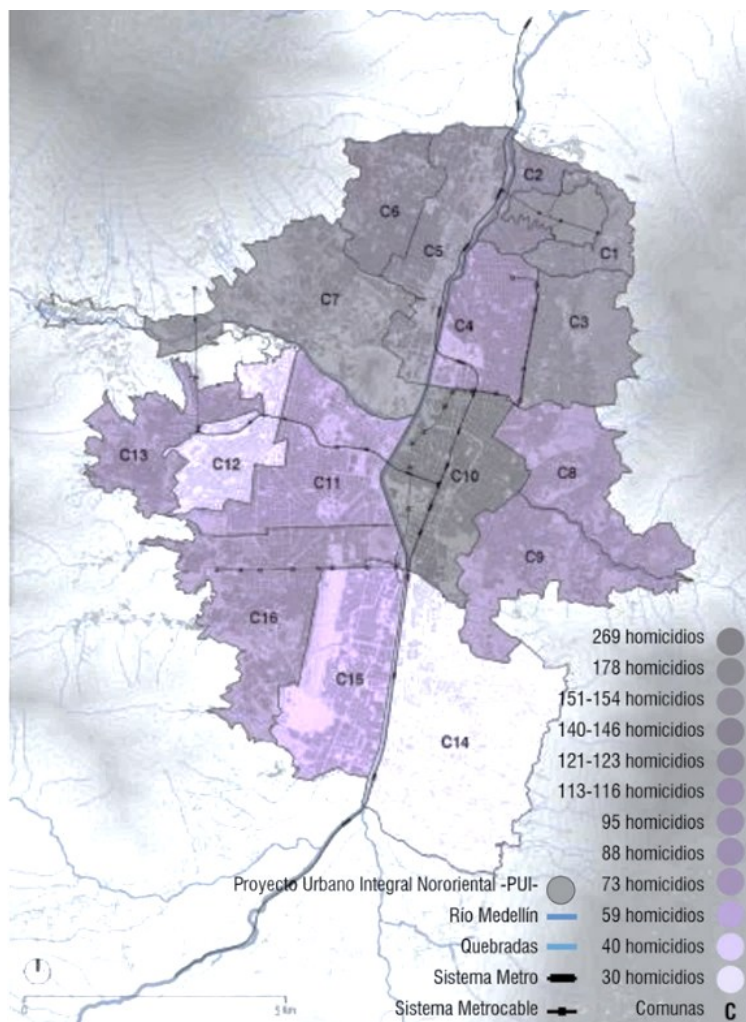 C2
C6
C5
C1
C7
C4
C3
C13
C12
C11
C10
C8
C9
C16
C15
C14
269 homicidios
178 homicidios
151-154 homicidios
140-146 homicidios
121-123 homicidios
113-116 homicidios
95 homicidios
88 homicidios
Proyecto Urbano Integral Nororiental -PUI- 73 homicidios
Río Medellín 59 homicidios
Quebradas 40 homicidios
Sistema Metro 30 homicidios
Sistema Metrocable Comunas C
0 5 km